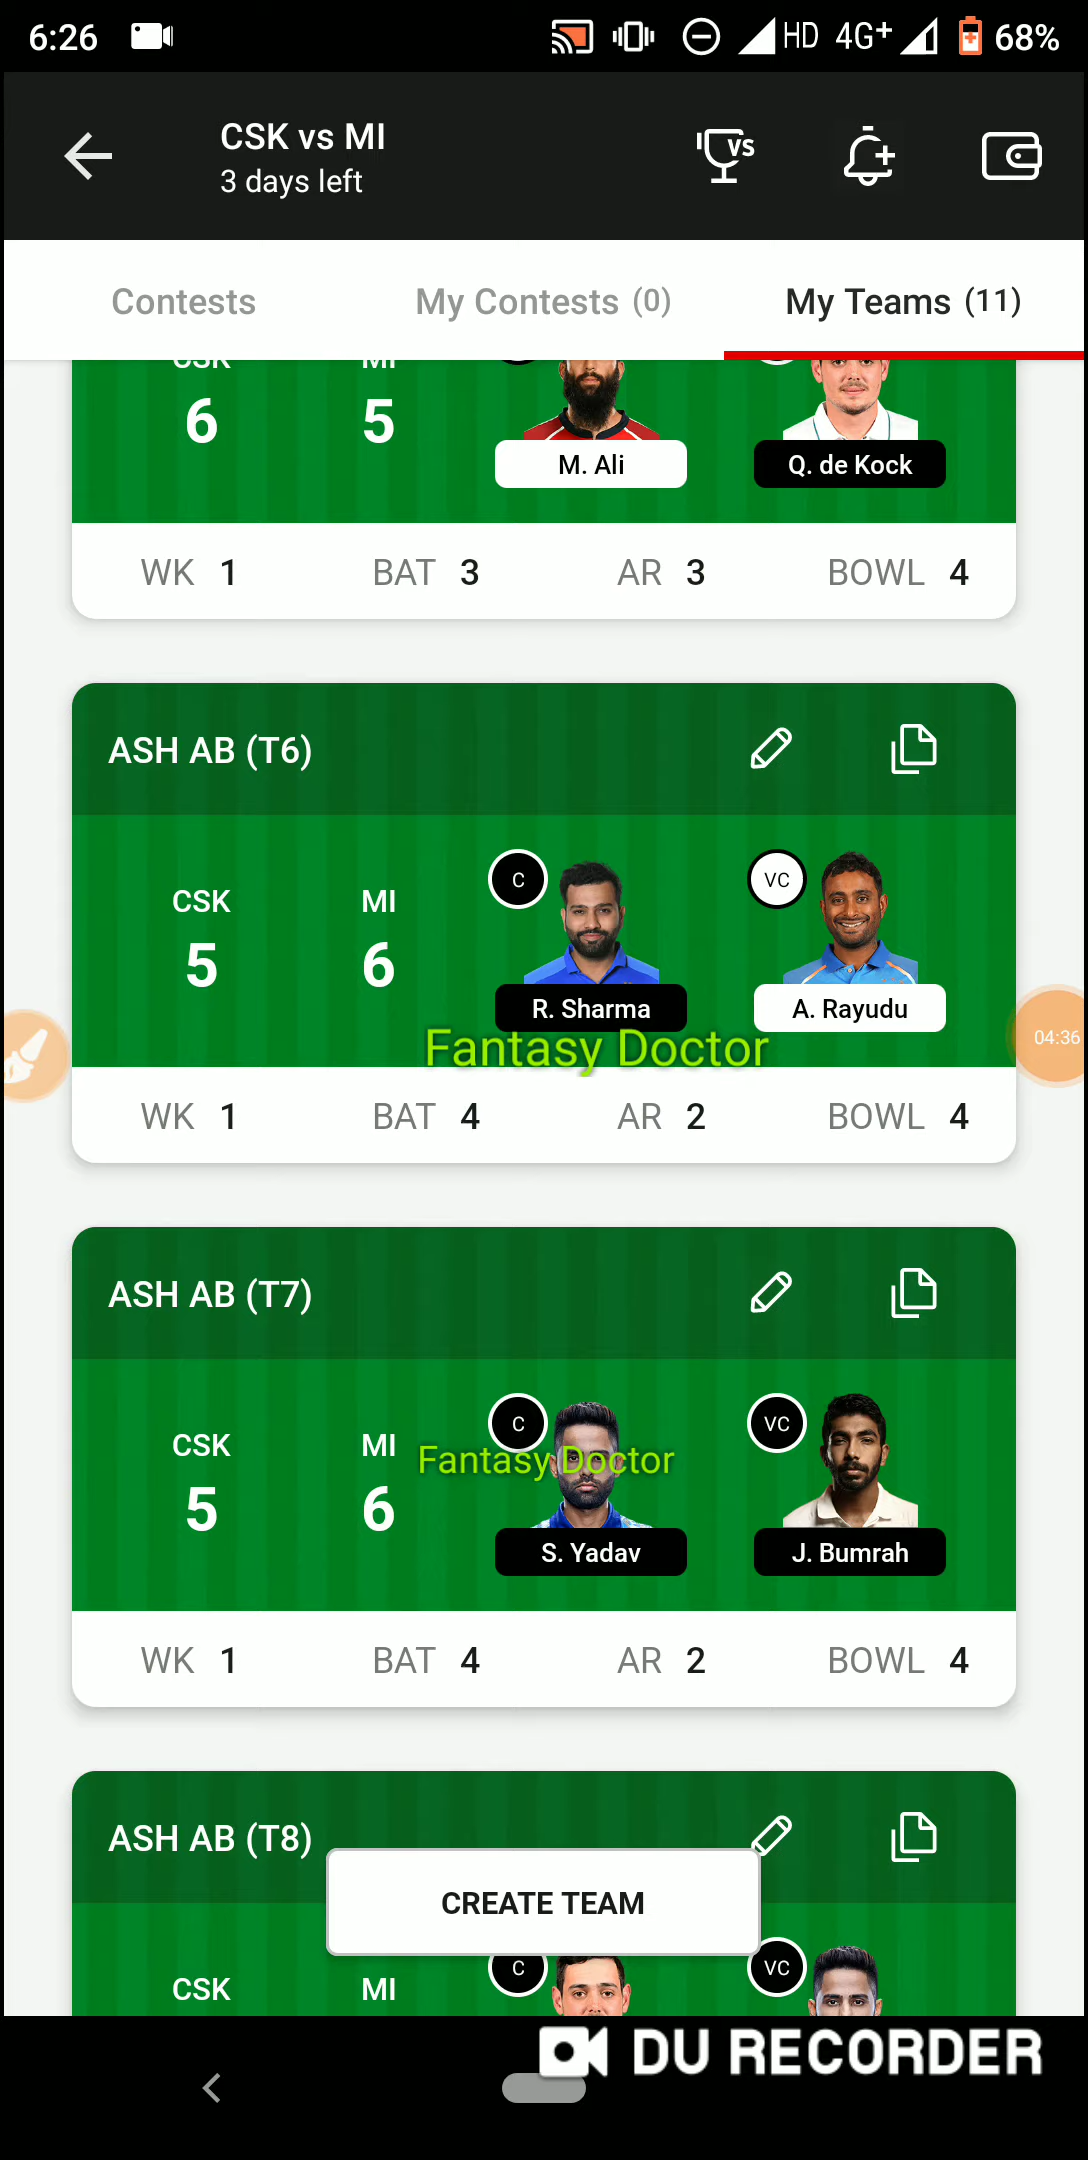 6:26 HD 4G+ 68%
CSK vs MI
3 days left
VS
Contests My Contests (0) My Teams (11)
CSK MI
6 5
M. Ali Q. de Kock
WK 1 BAT 3 AR 3 BOWL 4
ASH AB (T6)
C VC
CSK MI
5 6
R. Sharma A. Rayudu
Fantasy Doctor
04:36
WK 1 BAT 4 AR 2 BOWL 4
ASH AB (T7)
C VC
CSK MI
Fantasy Doctor
5 6
S. Yadav J. Bumrah
WK 1 BAT 4 AR 2 BOWL 4
ASH AB (T8)
CREATE TEAM
C VC
CSK MI
DU RECORDER